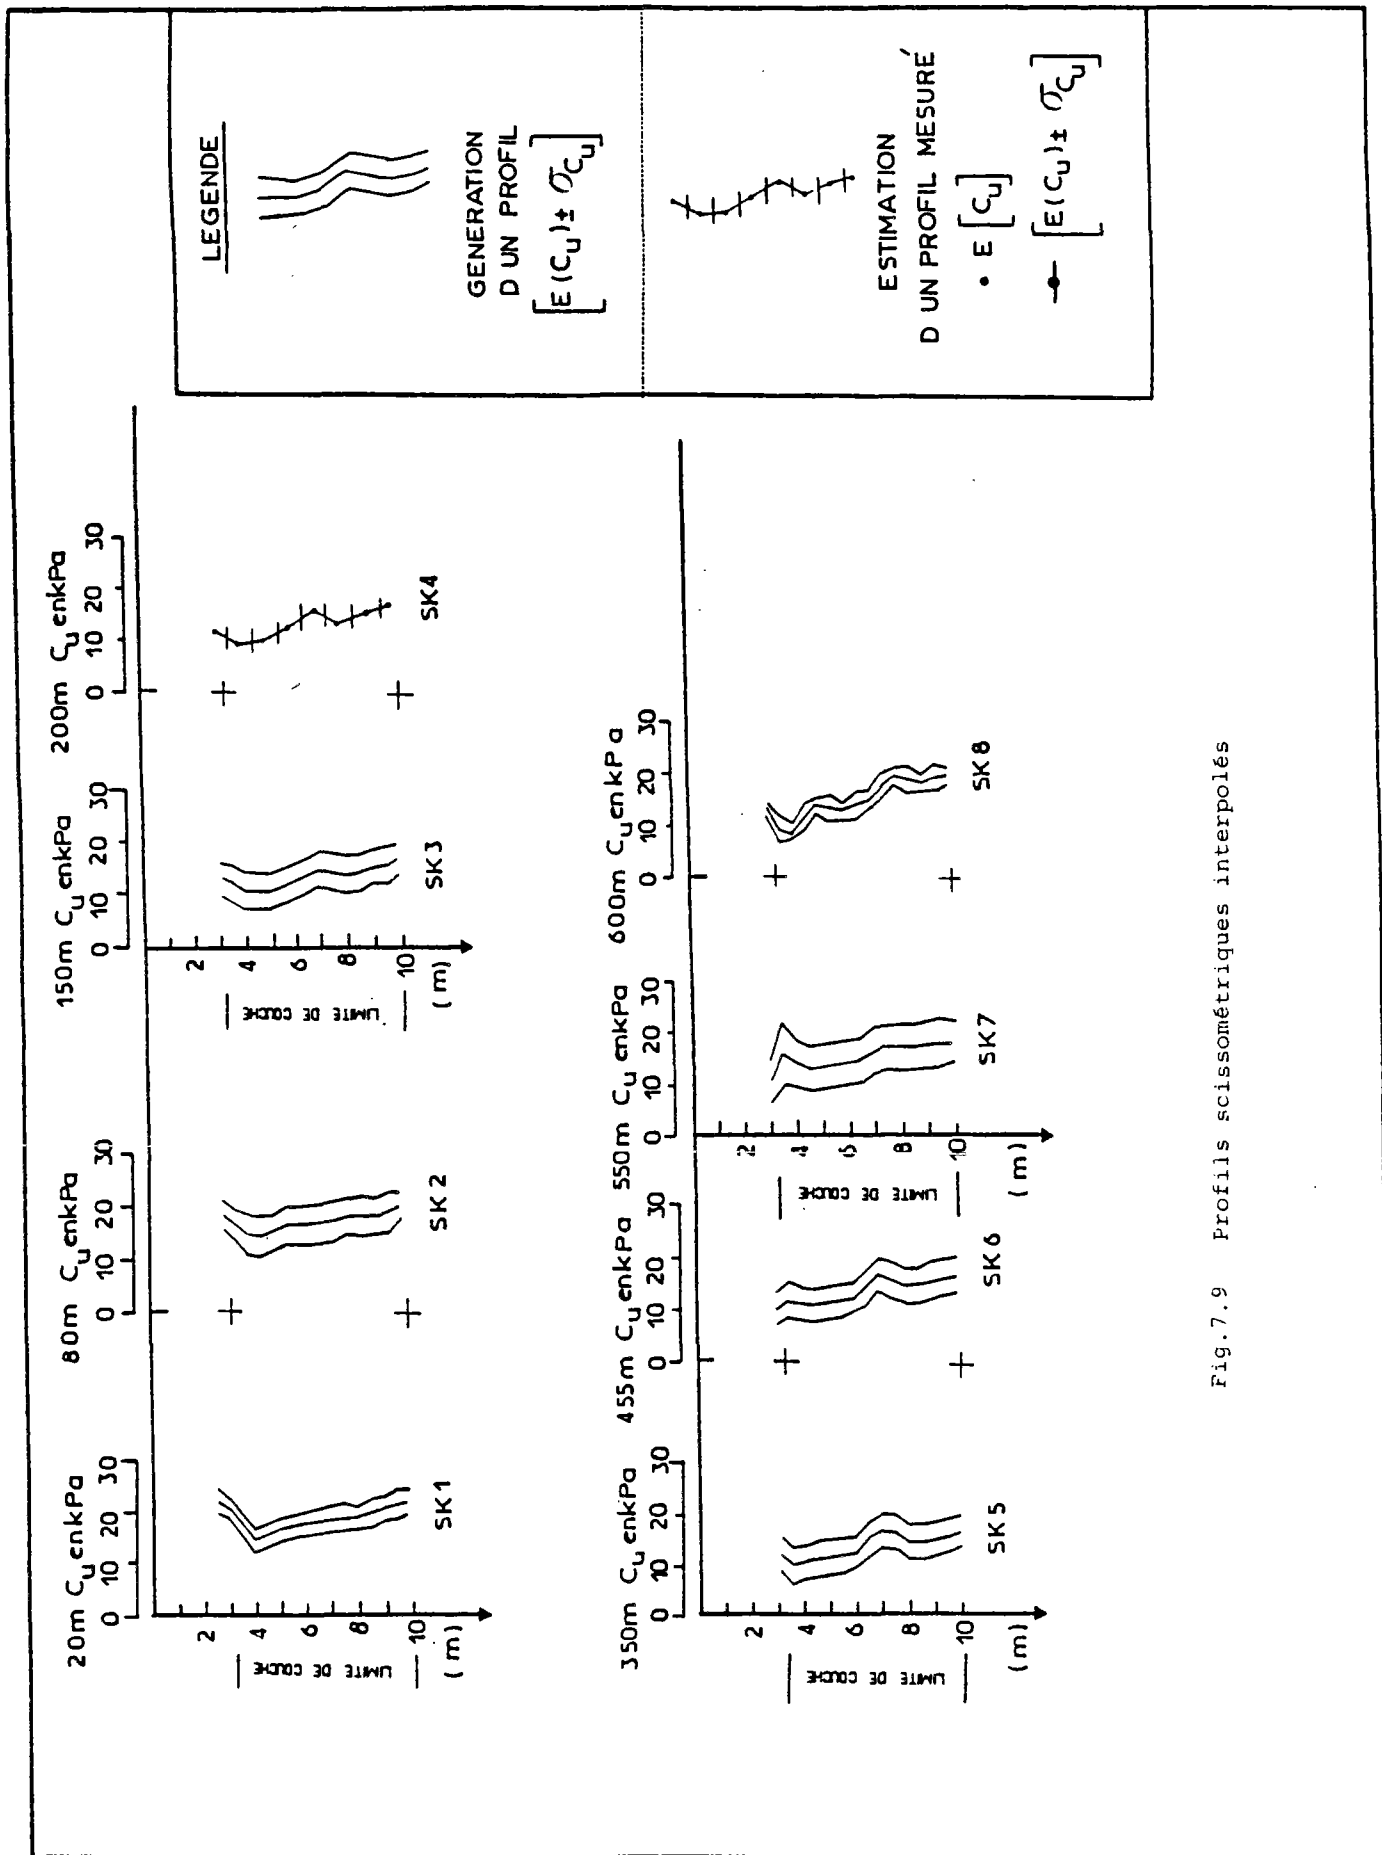 20m Cu enkPa
0 10 20 30
2 4 6 8 10
(m)
LIMITE DE COUCHE
SK1
80m Cu enkPa
0 10 20 30
SK2
150m Cu enkPa
0 10 20 30
2 4 6 8 10
(m)
LIMITE DE COUCHE
SK3
200m Cu enkPa
0 10 20 30
SK4
350m Cu enkPa
0 10 20 30
2 4 6 8 10
(m)
LIMITE DE COUCHE
SK5
455m Cu enkPa
0 10 20 30
SK6
550m Cu enkPa
0 10 20 30
2 4 6 8 10
(m)
LIMITE DE COUCHE
SK7
600m Cu enkPa
0 10 20 30
SK8
LEGENDE
GENERATION
D UN PROFIL
[E(Cu)± σCu]
ESTIMATION
D UN PROFIL MESURÉ
• E [Cu]
[E(Cu)± σCu]
Fig.7.9 Profils scissométriques interpolés